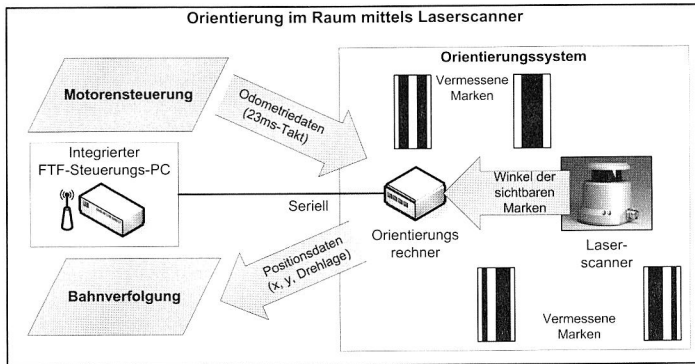 Orientierung im Raum mittels Laserscanner
Orientierungssystem
Motorensteuerung
Odometriedaten
(23ms-Takt)
Vermessene
Marken
Integrierter
FTF-Steuerungs-PC
Seriell
Winkel der
sichtbaren
Marken
Orientierungs
rechner
Laser-
scanner
Positionsdaten
(x, y, Drehlage)
Bahnverfolgung
Vermessene
Marken